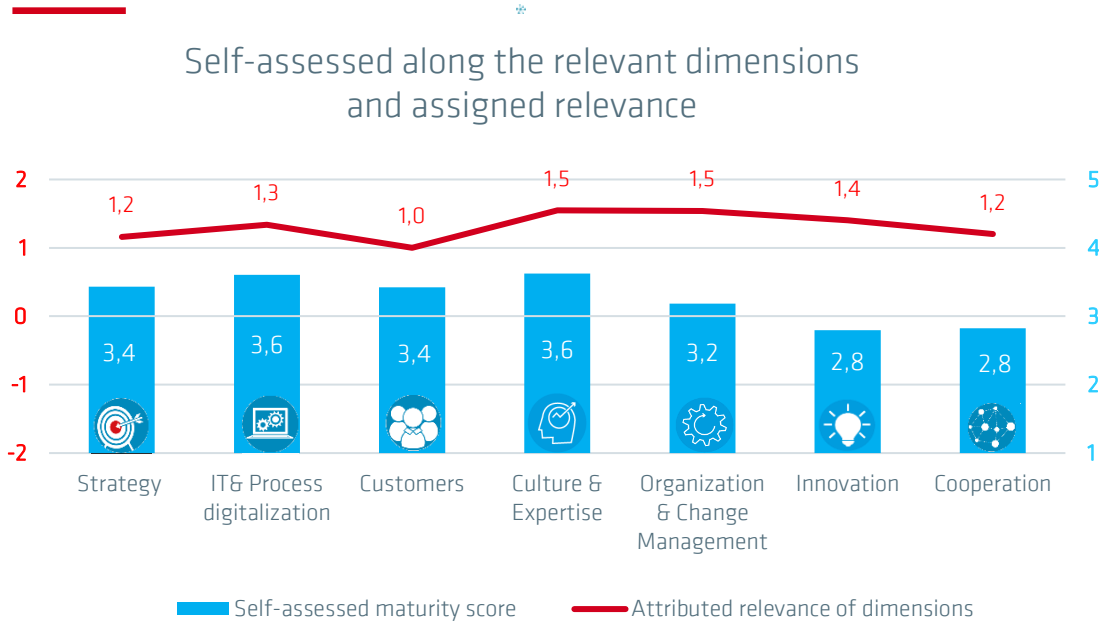 Self-assessed along the relevant dimensions
and assigned relevance
2
1
0
-1
-2
5
4
3
2
1
1,2
1,3
1,0
1,5
1,5
1,4
1,2
3,4
3,6
3,4
3,6
3,2
2,8
2,8
Strategy
IT& Process
digitalization
Customers
Culture &
Expertise
Organization
& Change
Management
Innovation
Cooperation
Self-assessed maturity score
Attributed relevance of dimensions